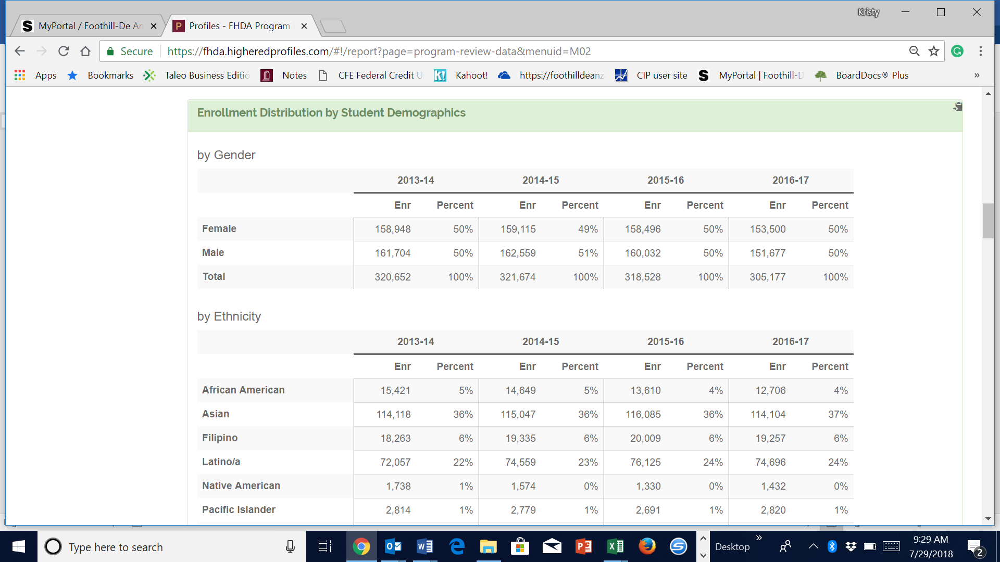 Kristy
MyPortal / Foothill-De An
Profiles - FHDA Program
Secure https://fhda.higheredprofiles.com/#!/report?page=program-review-data&menuid=M02
Apps Bookmarks Taleo Business Editio Notes CFE Federal Credit U Kahoot! https://foothilldeanz CIP user site MyPortal | Foothill-D BoardDocs® Plus »
Enrollment Distribution by Student Demographics
by Gender
2013-14 2014-15 2015-16 2016-17
Enr Percent Enr Percent Enr Percent Enr Percent
Female 158,948 50% 159,115 49% 158,496 50% 153,500 50%
Male 161,704 50% 162,559 51% 160,032 50% 151,677 50%
Total 320,652 100% 321,674 100% 318,528 100% 305,177 100%
by Ethnicity
2013-14 2014-15 2015-16 2016-17
Enr Percent Enr Percent Enr Percent Enr Percent
African American 15,421 5% 14,649 5% 13,610 4% 12,706 4%
Asian 114,118 36% 115,047 36% 116,085 36% 114,104 37%
Filipino 18,263 6% 19,335 6% 20,009 6% 19,257 6%
Latino/a 72,057 22% 74,559 23% 76,125 24% 74,696 24%
Native American 1,738 1% 1,574 0% 1,330 0% 1,432 0%
Pacific Islander 2,814 1% 2,779 1% 2,691 1% 2,820 1%
Type here to search
Desktop »
9:29 AM
7/29/2018
2